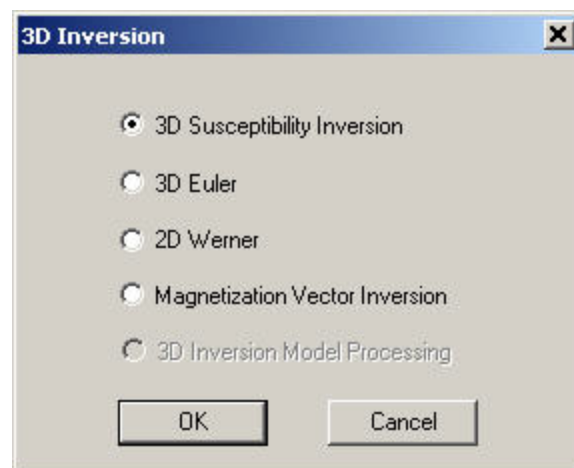 3D Inversion
3D Susceptibility Inversion
3D Euler
2D Werner
Magnetization Vector Inversion
3D Inversion Model Processing
OK
Cancel